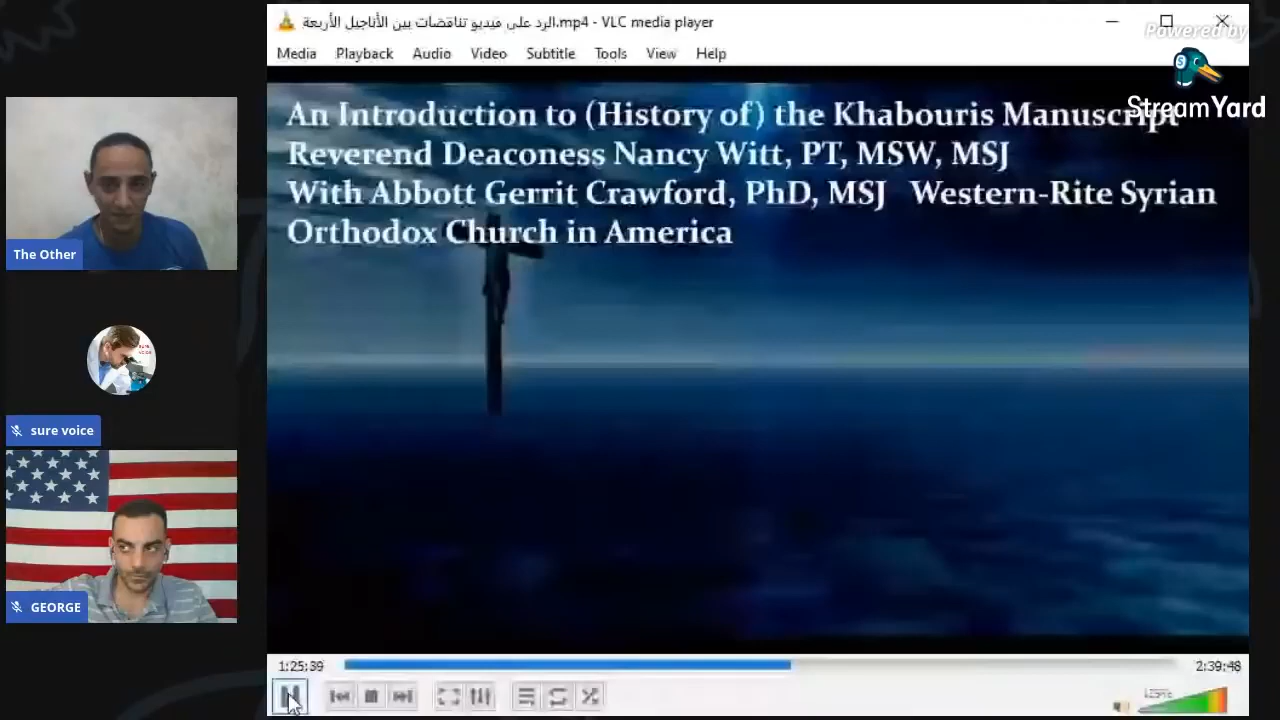 الرد على فيديو تناقضات بين الأناجيل الأربعة.mp4 - VLC media player
Media Playback Audio Video Subtitle Tools View Help
Powered by
StreamYard
An Introduction to (History of) the Khabouris Manuscript
Reverend Deaconess Nancy Witt, PT, MSW, MSJ
With Abbott Gerrit Crawford, PhD, MSJ Western-Rite Syrian
Orthodox Church in America
The Other
sure voice
GEORGE
1:25:39
2:39:48
125%